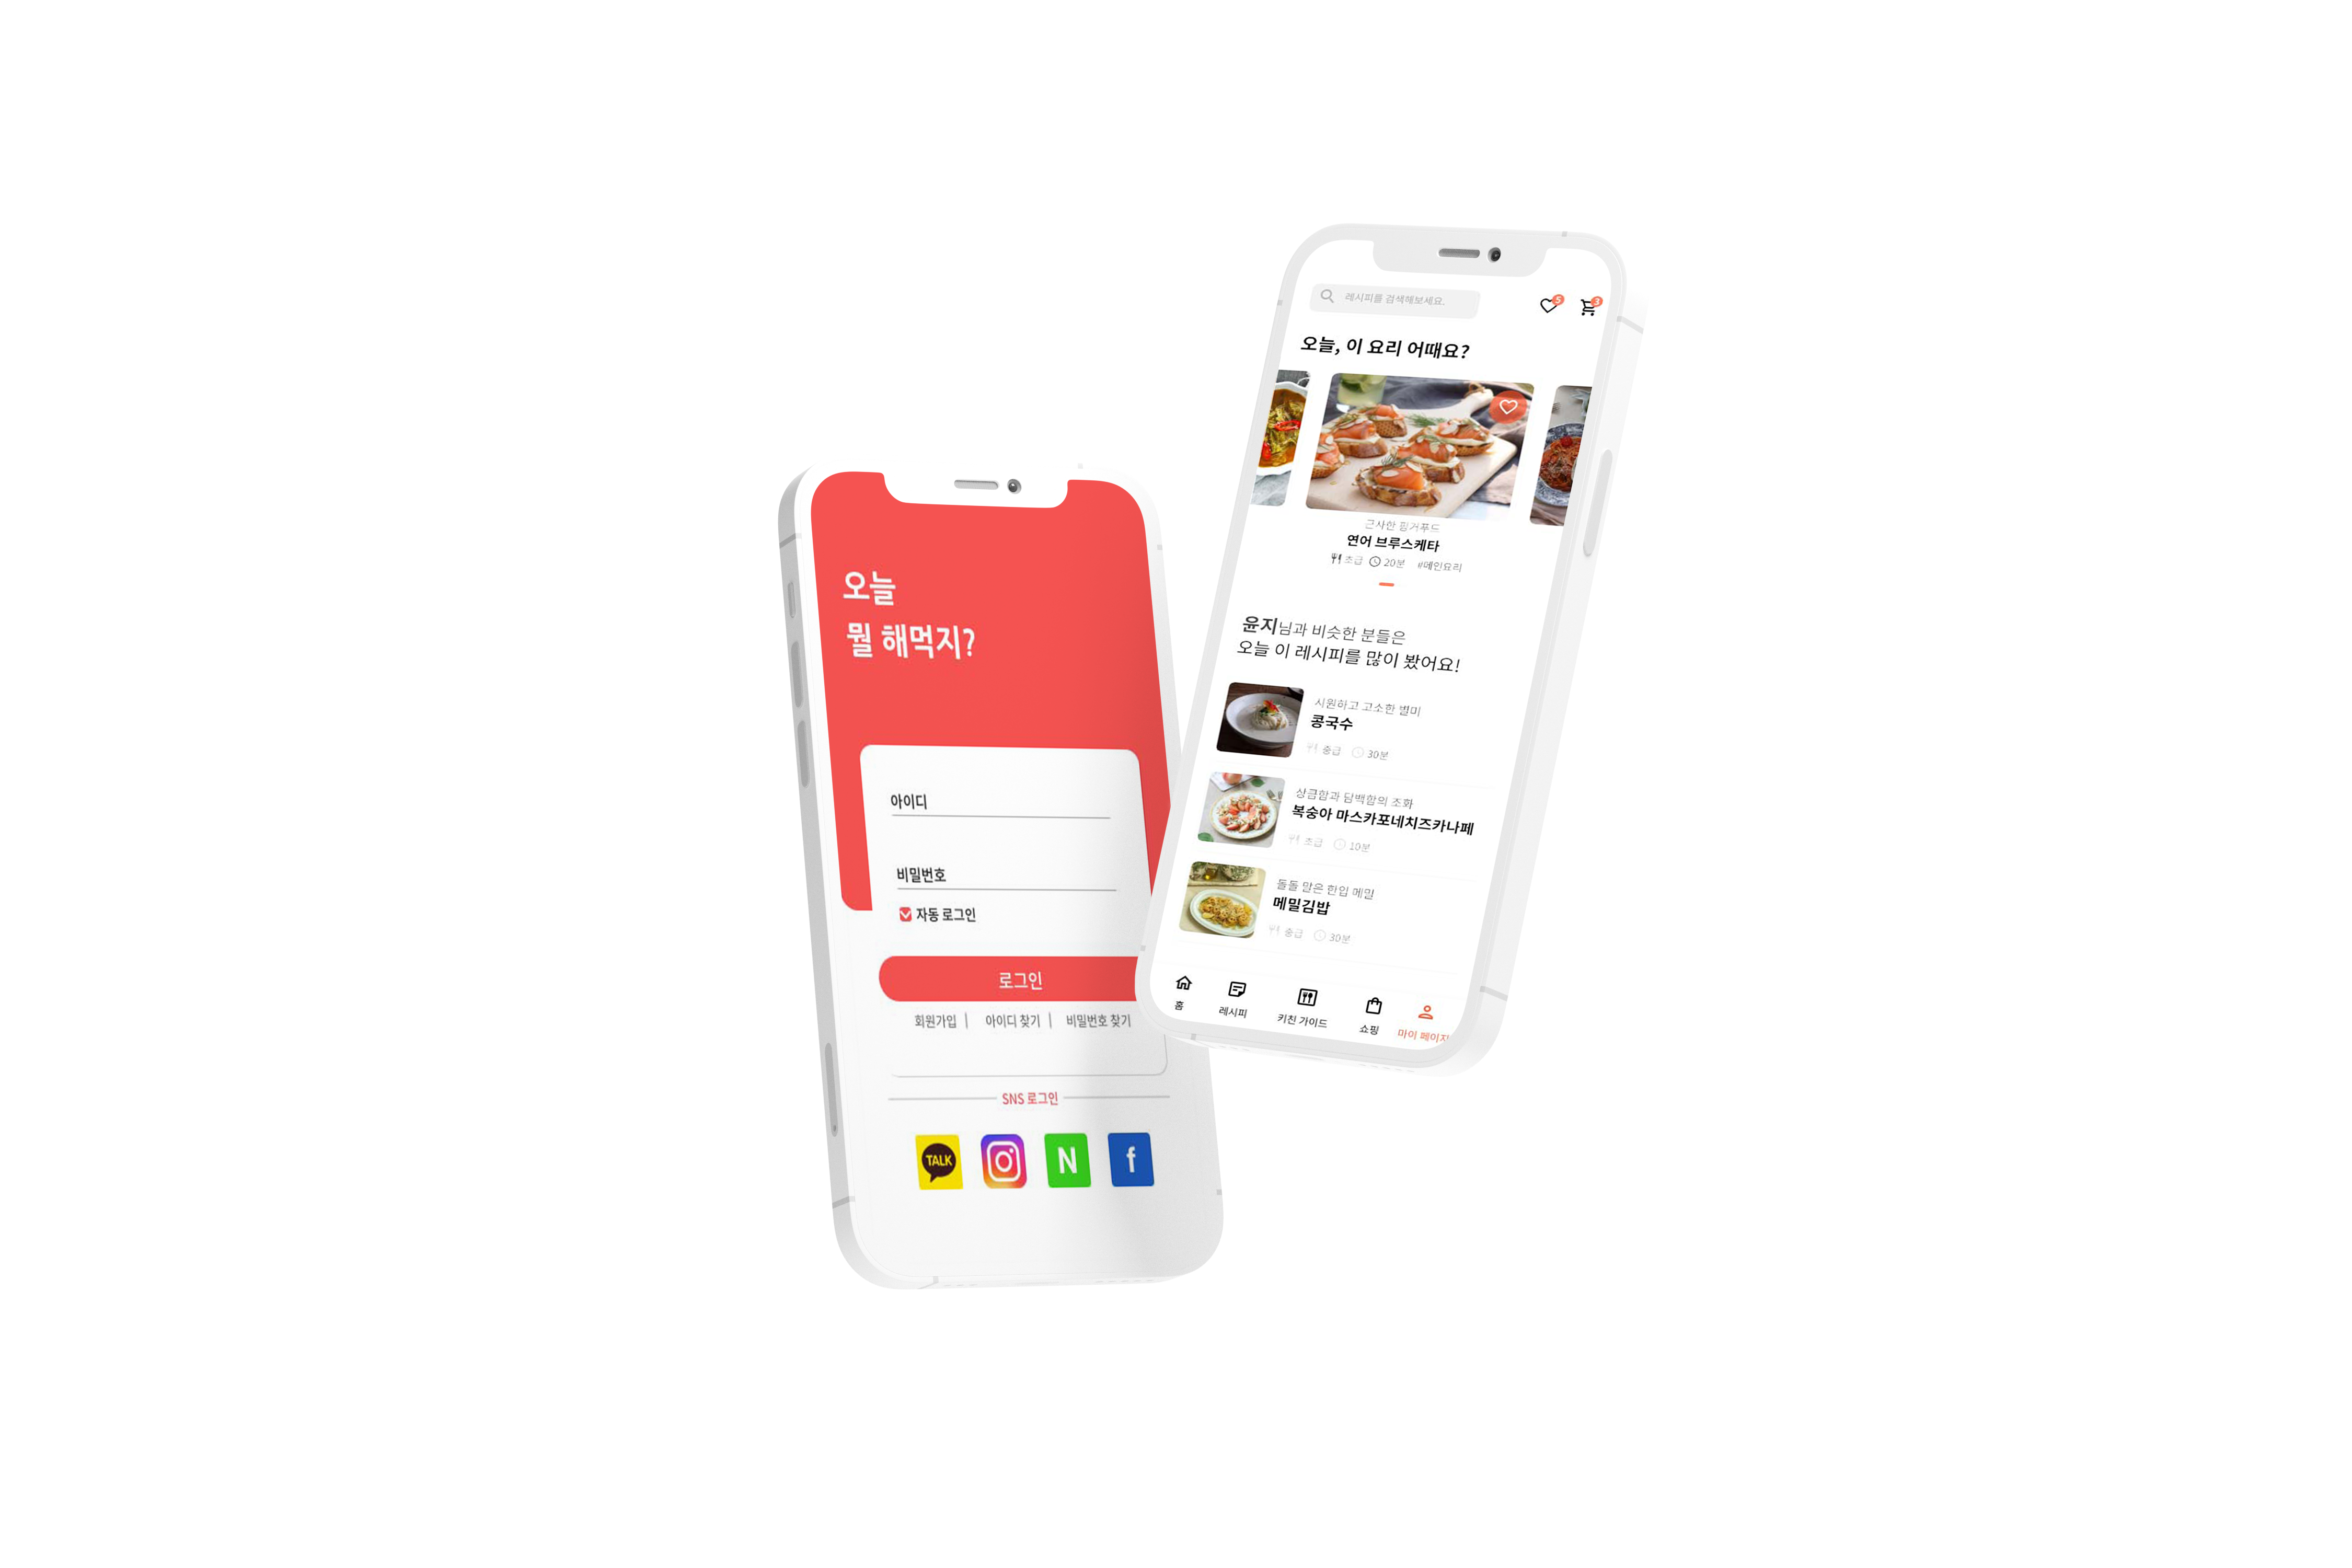 오늘
뭘 해먹지?
아이디
비밀번호
자동 로그인
로그인
회원가입 | 아이디 찾기 | 비밀번호 찾기
SNS 로그인
TALK
N
f
레시피를 검색해보세요.
5
3
오늘, 이 요리 어때요?
근사한 핑거푸드
연어 브루스케타
초급 20분 #메인요리
윤지님과 비슷한 분들은
오늘 이 레시피를 많이 봤어요!
시원하고 고소한 별미
콩국수
중급 30분
상큼함과 담백함의 조화
복숭아 마스카포네치즈카나페
초급 10분
돌돌 말은 한입 메밀
메밀김밥
중급 30분
홈
레시피
키친 가이드
쇼핑
마이 페이지